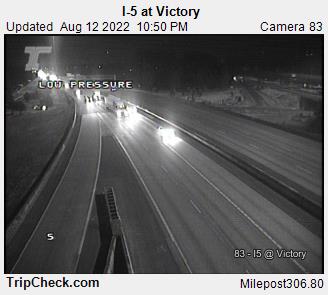 I-5 at Victory
Updated Aug 12 2022 10:50 PM Camera 83
LOW PRESSURE
S
83 - I5 @ Victory
TripCheck.com Milepost306.80